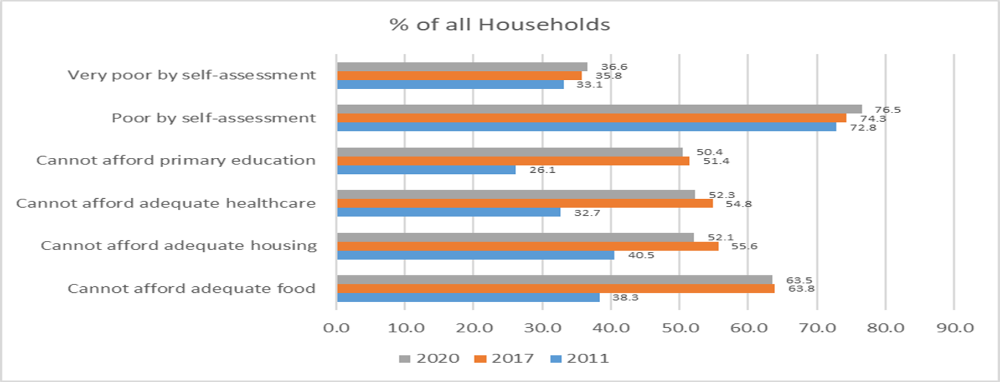 % of all Households
Very poor by self-assessment
36.6
35.8
33.1
Poor by self-assessment
76.5
74.3
72.8
Cannot afford primary education
50.4
51.4
26.1
Cannot afford adequate healthcare
52.3
54.8
32.7
Cannot afford adequate housing
52.1
55.6
40.5
Cannot afford adequate food
63.5
63.8
38.3
0.0 10.0 20.0 30.0 40.0 50.0 60.0 70.0 80.0 90.0
2020 2017 2011